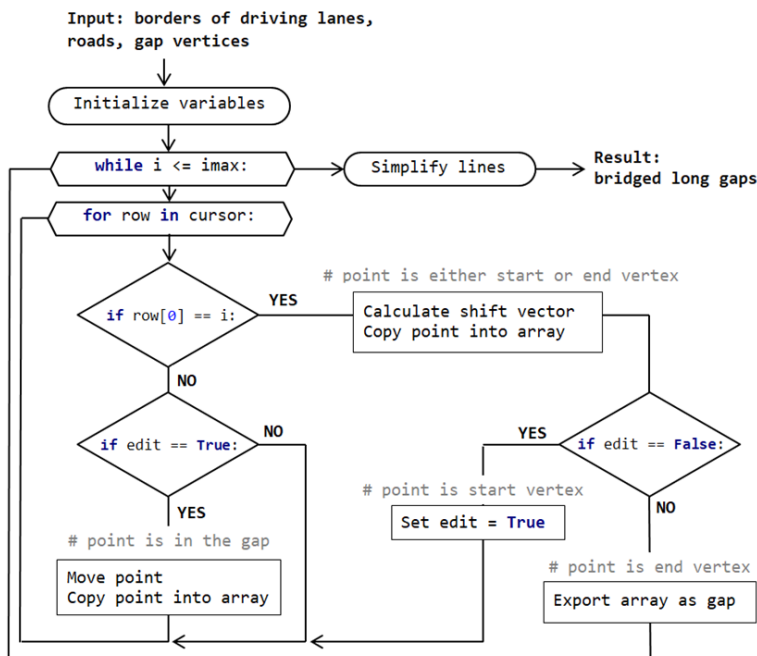 Input: borders of driving lanes,
roads, gap vertices
Initialize variables
while i <= imax:
Simplify lines
Result:
bridged long gaps
for row in cursor:
# point is either start or end vertex
if row[0] == i:
YES
Calculate shift vector
Copy point into array
NO
if edit == True:
NO
YES
if edit == False:
# point is start vertex
YES
NO
Set edit = True
# point is in the gap
# point is end vertex
Move point
Copy point into array
Export array as gap